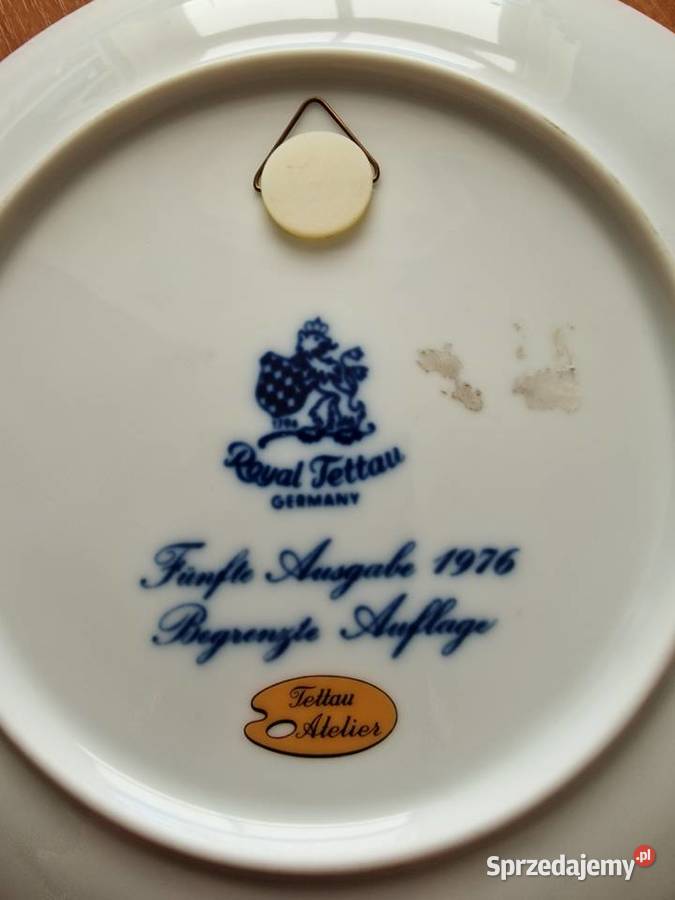 1794
Royal Tettau
GERMANY
Fünfte Ausgabe 1976
Begrenzte Auflage
Tettau
Atelier
Sprzedajemy.pl